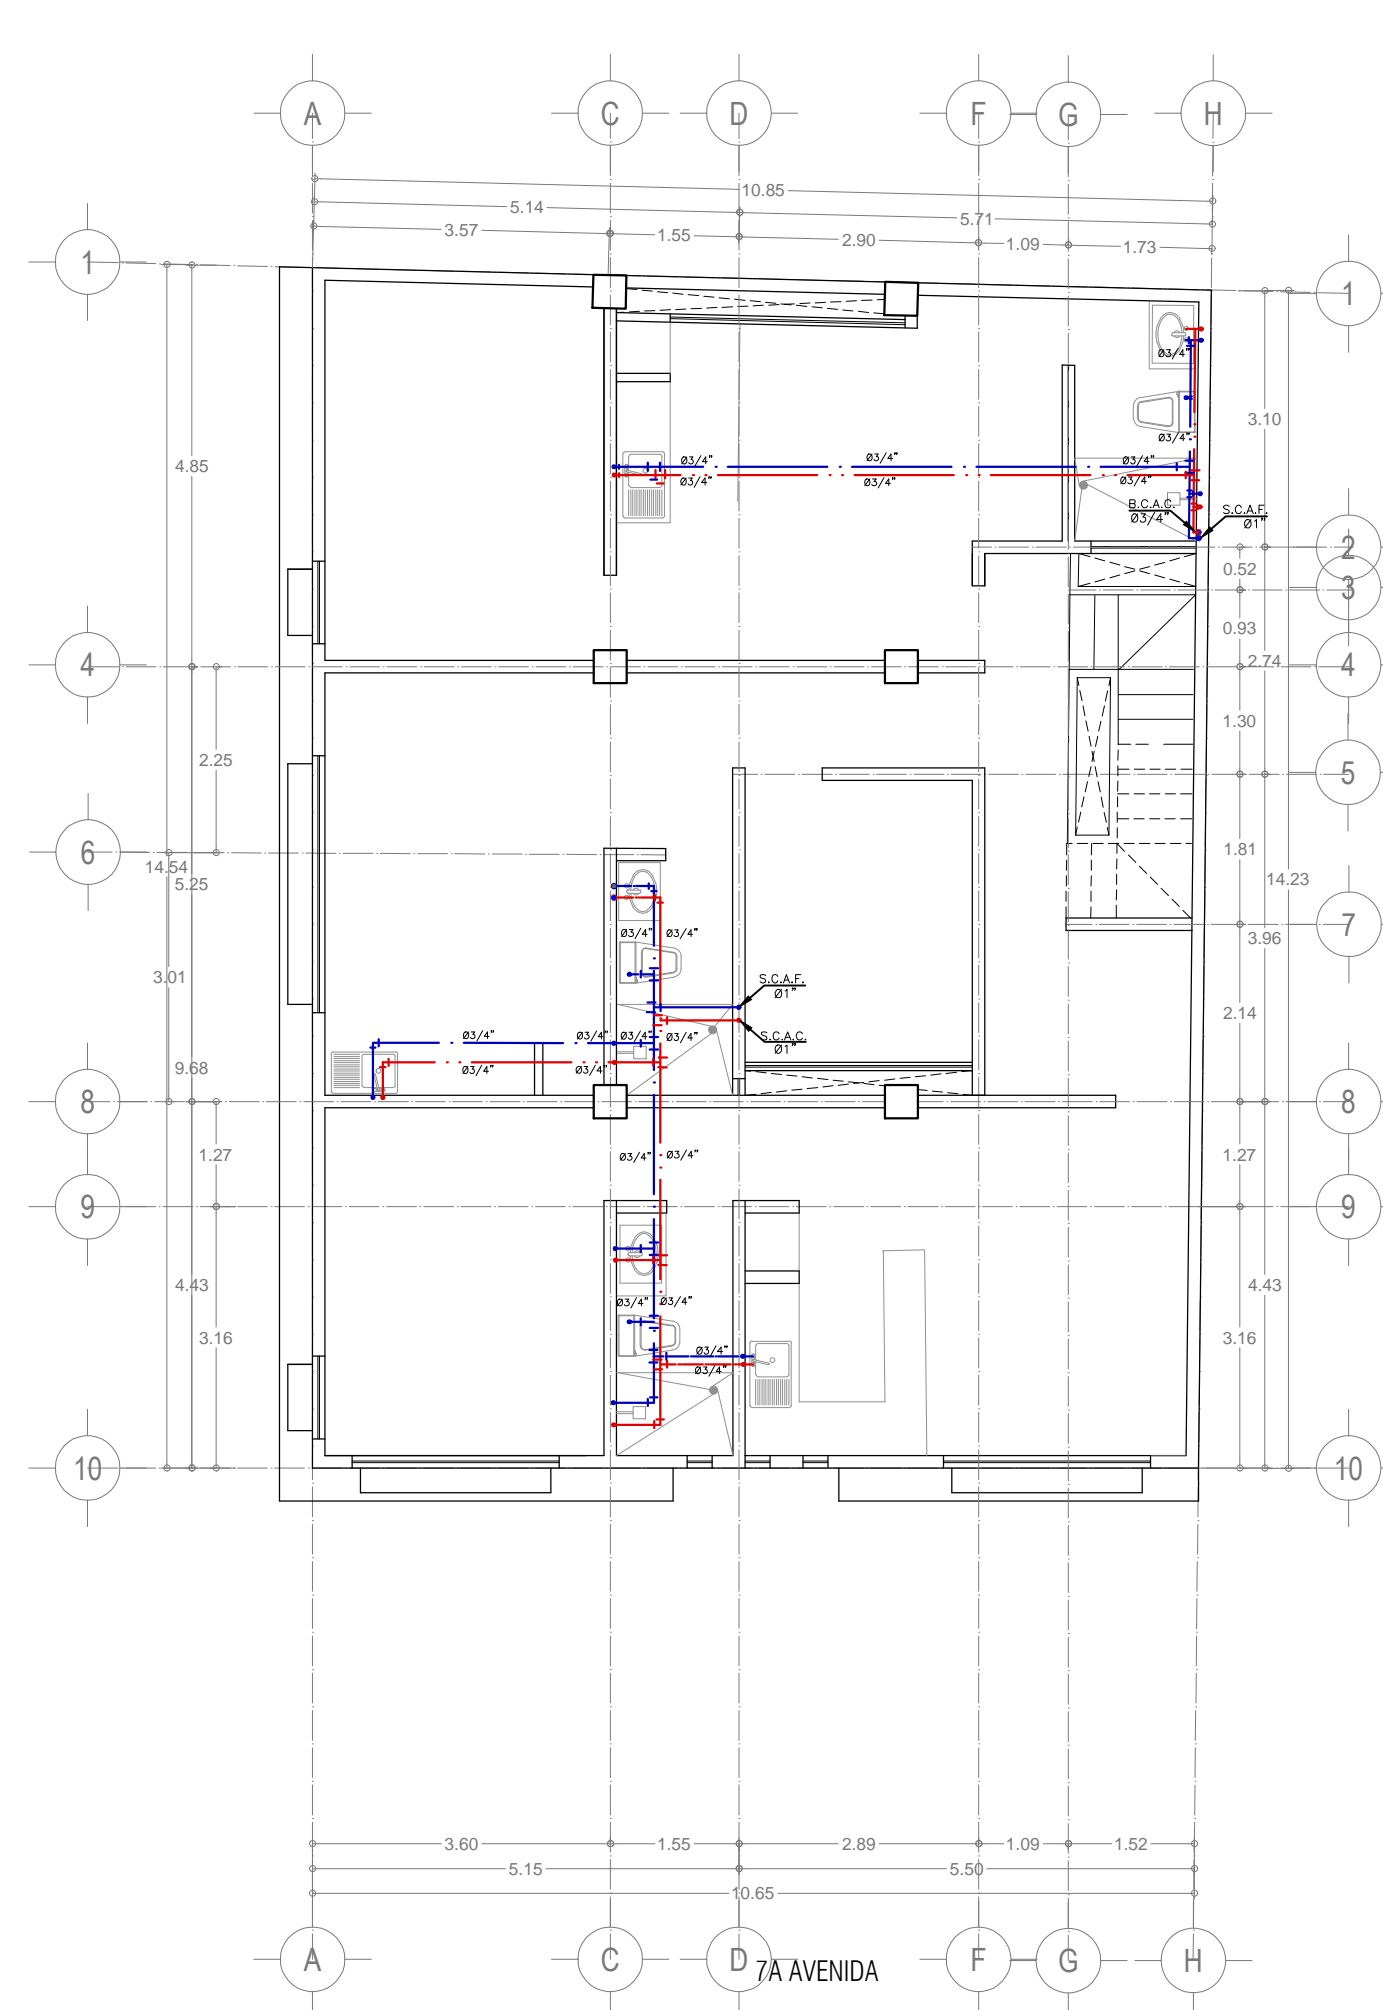 A C D F G H
10.85
5.14 5.71
3.57 1.55 2.90 1.09 1.73
1 1
Ø3/4"
3.10
Ø3/4"
4.85
Ø3/4" Ø3/4" Ø3/4"
Ø3/4" Ø3/4" Ø3/4"
B.C.A.C.
Ø3/4"
S.C.A.F.
Ø1"
2
0.52
3
0.93
4 2.74 4
1.30
2.25
5
6
1.81
14.54
5.25
14.23
Ø3/4" Ø3/4"
7
3.96
3.01
S.C.A.F.
Ø1"
2.14
Ø3/4" Ø3/4" Ø3/4" Ø3/4"
S.C.A.C.
Ø1"
9.68
Ø3/4" Ø3/4"
8 8
1.27 Ø3/4" Ø3/4" 1.27
9 9
4.43 4.43
Ø3/4" Ø3/4"
3.16 3.16
Ø3/4"
Ø3/4"
10 10
3.60 1.55 2.89 1.09 1.52
5.15 5.50
10.65
A C D F G H
7A AVENIDA